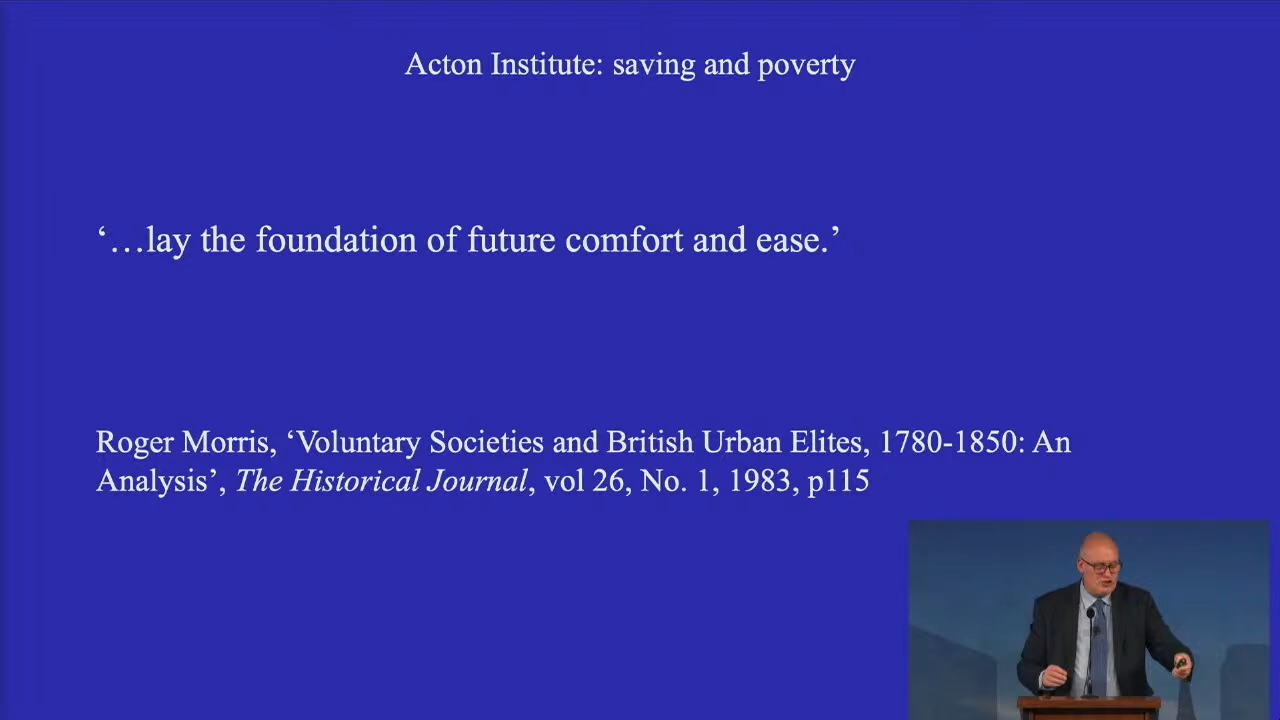 Acton Institute: saving and poverty
‘…lay the foundation of future comfort and ease.’
Roger Morris, ‘Voluntary Societies and British Urban Elites, 1780-1850: An
Analysis’, The Historical Journal, vol 26, No. 1, 1983, p115